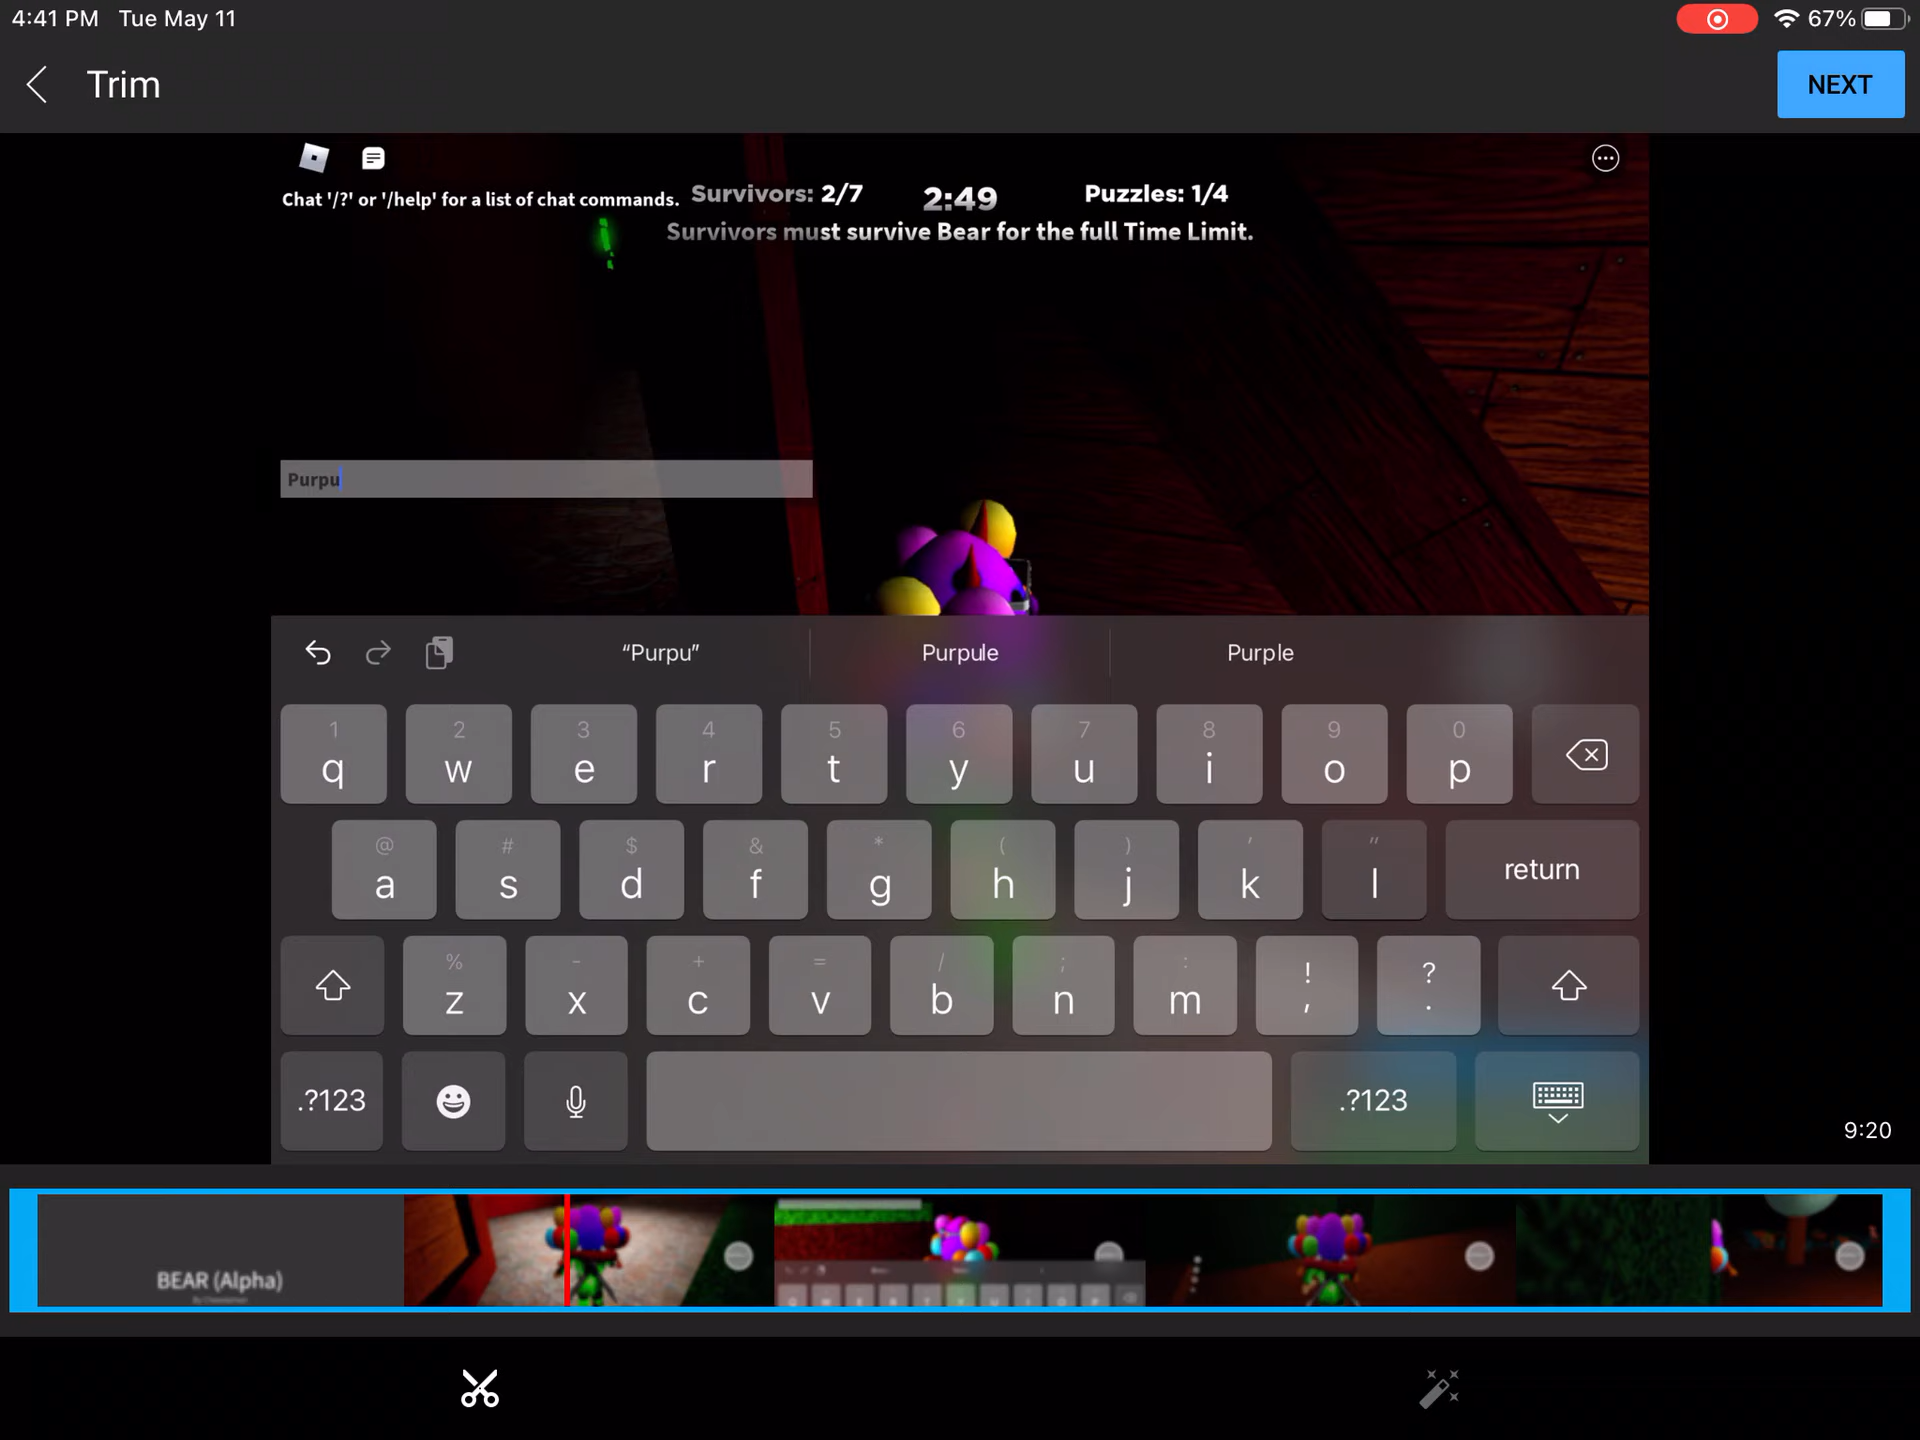 4:41 PM Tue May 11
67%
Trim
NEXT
Chat '/?' or '/help' for a list of chat commands.
Survivors: 2/7
2:49
Puzzles: 1/4
Survivors must survive Bear for the full Time Limit.
Purpu
“Purpu” Purpule Purple
1 2 3 4 5 6 7 8 9 0
q w e r t y u i o p
@ # $ & * ( ) ' "
a s d f g h j k l return
% - + = / ; : ! ?
z x c v b n m , .
.?123 .?123
9:20
BEAR (Alpha)